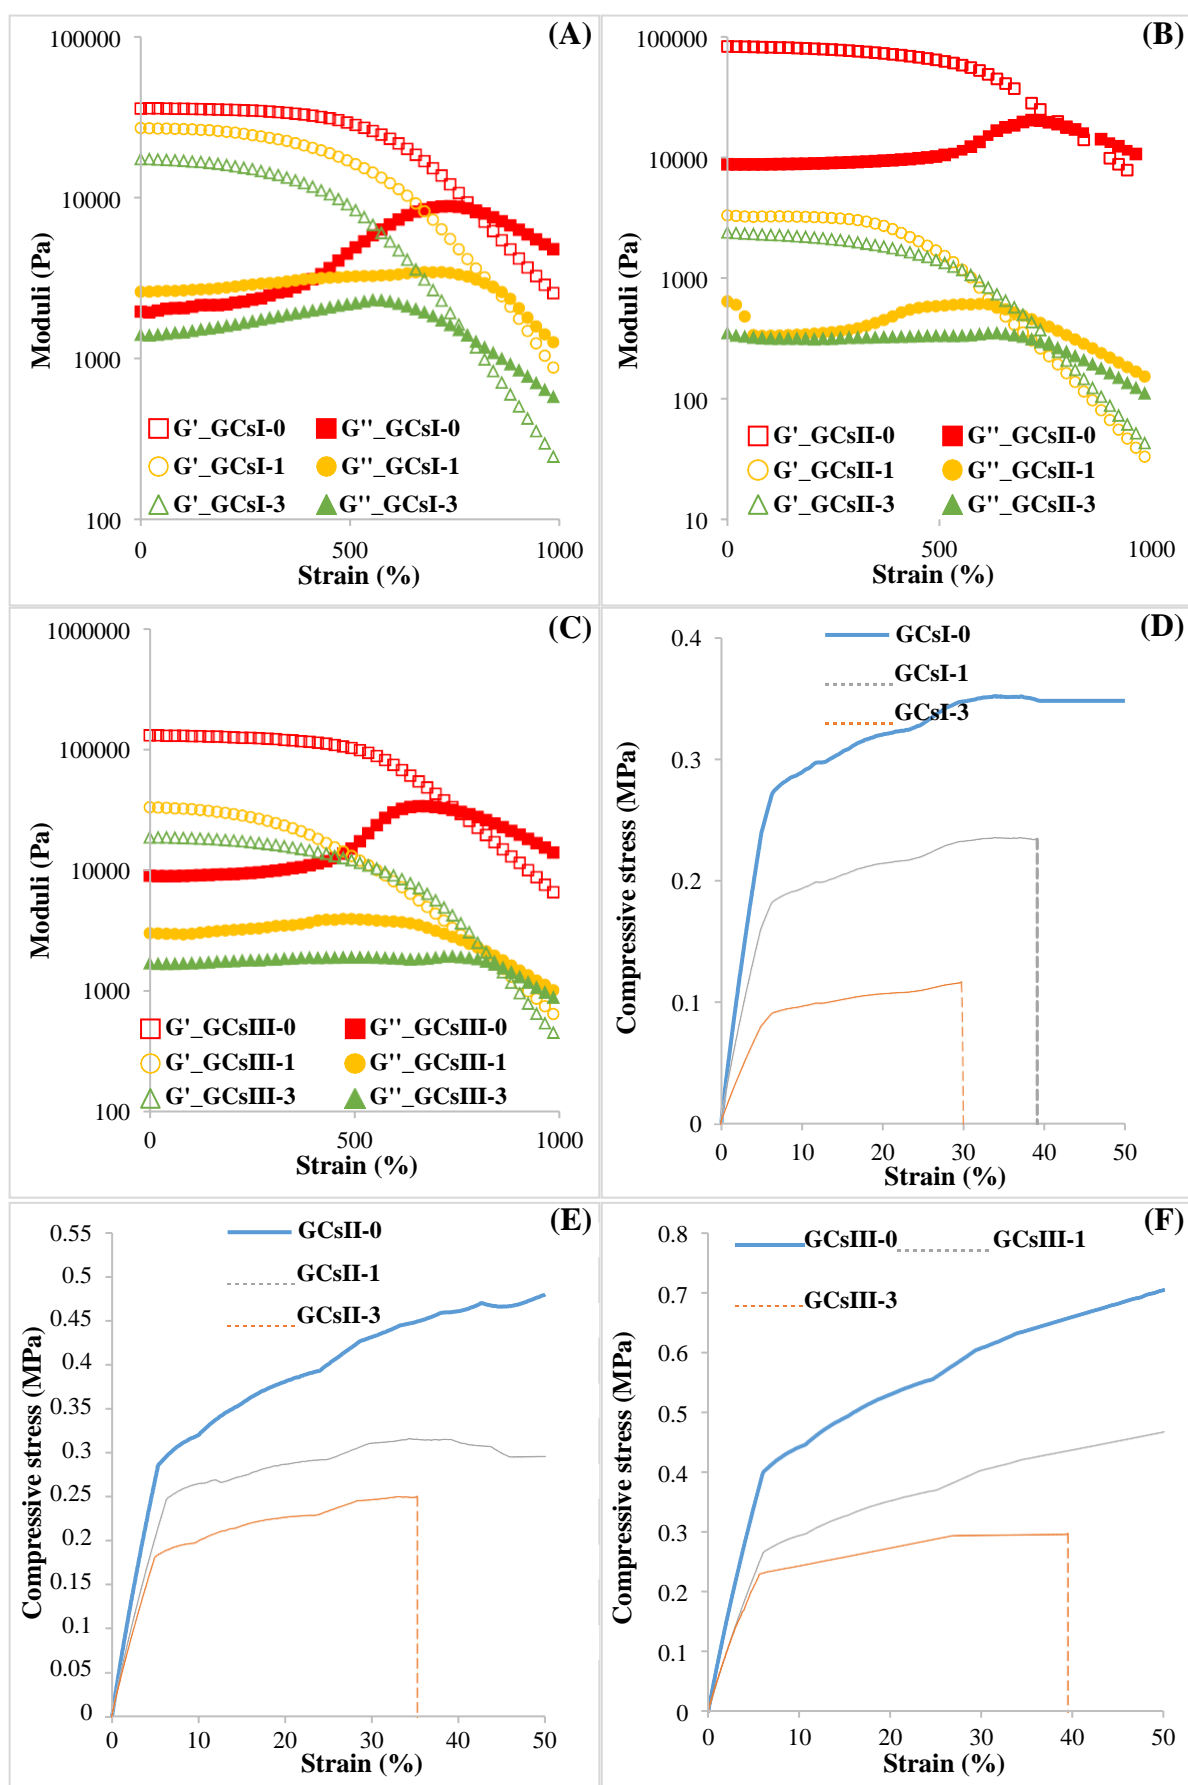 (A)
100000
10000
1000
100
Moduli (Pa)
G'_GCsI-0 G''_GCsI-0
G'_GCsI-1 G''_GCsI-1
G'_GCsI-3 G''_GCsI-3
0 500 1000
Strain (%)
(B)
100000
10000
1000
100
10
Moduli (Pa)
G'_GCsII-0 G''_GCsII-0
G'_GCsII-1 G''_GCsII-1
G'_GCsII-3 G''_GCsII-3
0 500 1000
Strain (%)
(C)
1000000
100000
10000
1000
100
Moduli (Pa)
G'_GCsIII-0 G''_GCsIII-0
G'_GCsIII-1 G''_GCsIII-1
G'_GCsIII-3 G''_GCsIII-3
0 500 1000
Strain (%)
(D)
GCsI-0
GCsI-1
GCsI-3
0.4
0.3
0.2
0.1
0
Compressive stress (MPa)
0 10 20 30 40 50
Strain (%)
(E)
GCsII-0
GCsII-1
GCsII-3
0.55
0.5
0.45
0.4
0.35
0.3
0.25
0.2
0.15
0.1
0.05
0
Compressive stress (MPa)
0 10 20 30 40 50
Strain (%)
(F)
GCsIII-0 GCsIII-1
GCsIII-3
0.8
0.7
0.6
0.5
0.4
0.3
0.2
0.1
0
Compressive stress (MPa)
0 10 20 30 40 50
Strain (%)